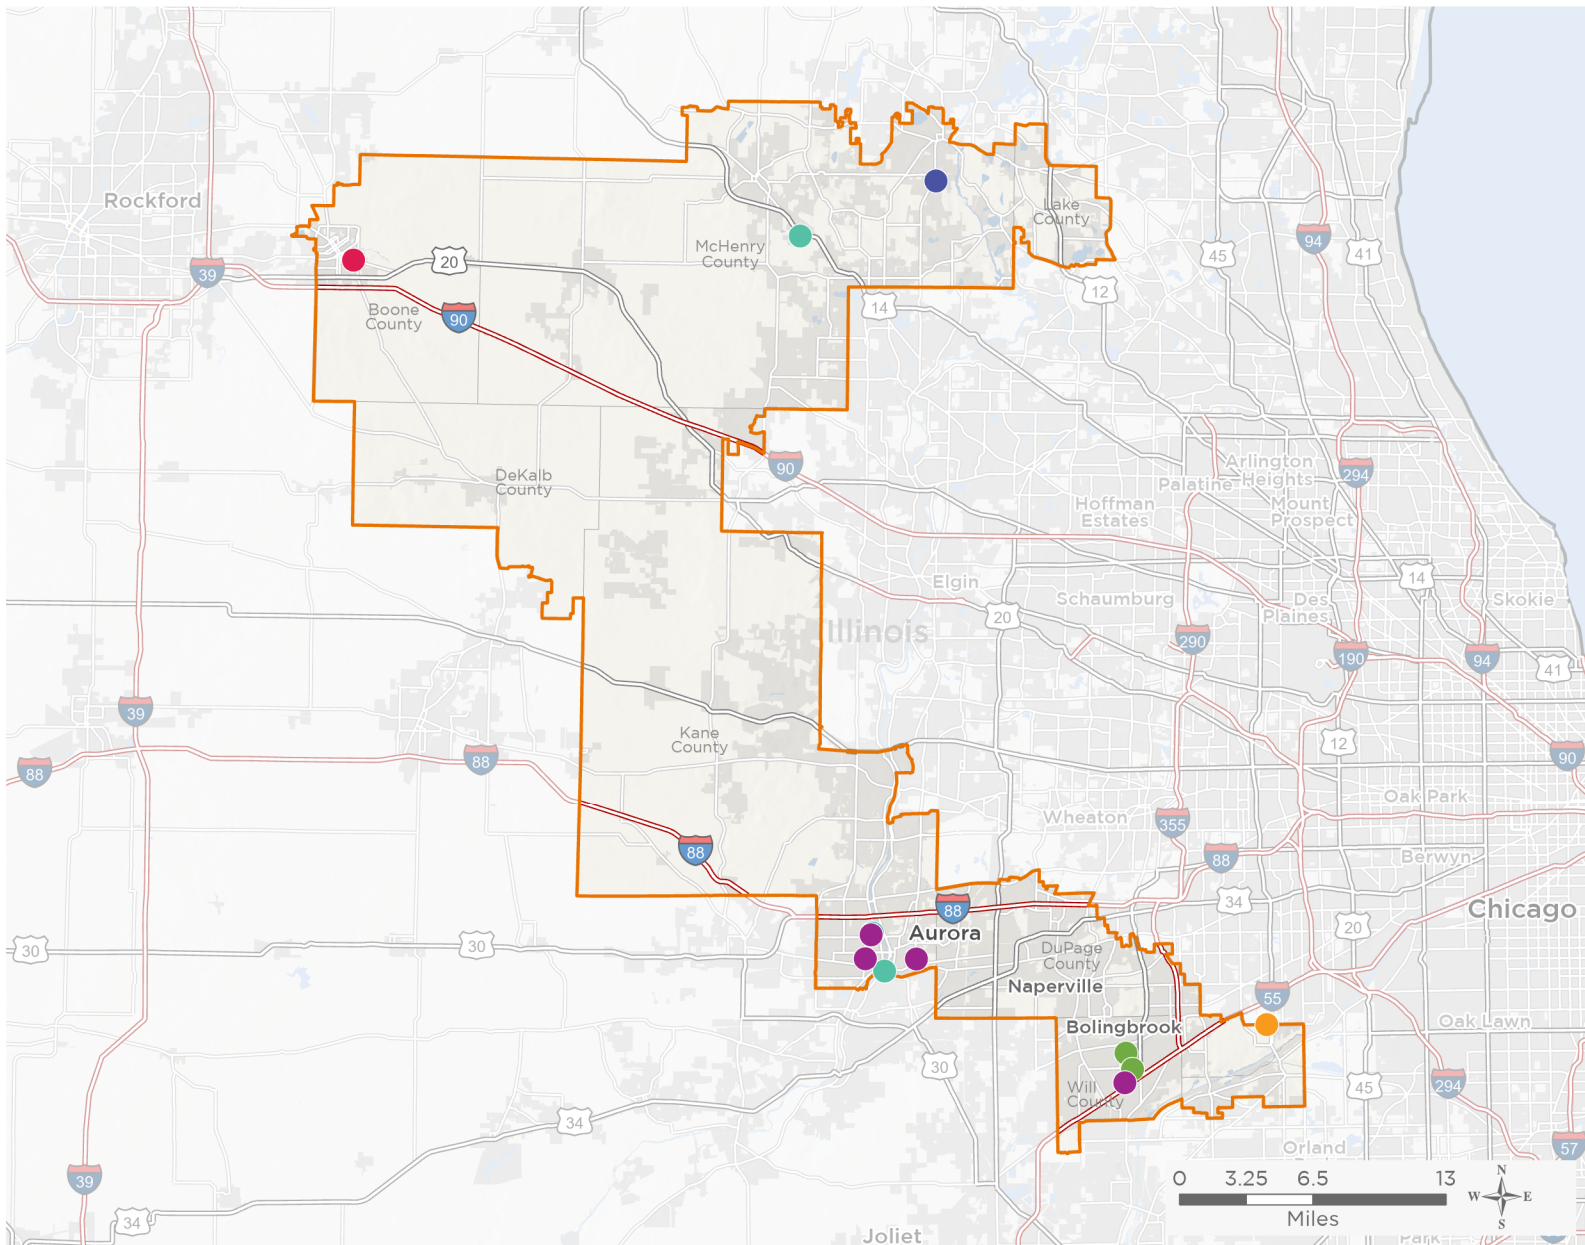 Rockford
Lake
County
94
41
45
McHenry
County
20
39
12
14
Boone
County
90
90
Arlington
Heights
Palatine
294
DeKalb
County
Hoffman
Estates
Mount
Prospect
Elgin
14
Schaumburg
Des
Plaines
Skokie
20
Illinois
290
190
94
41
39
Kane
County
12
88
88
90
Oak Park
Wheaton
355
88
88
Berwyn
34
88
Chicago
20
Aurora
30
30
DuPage
County
Naperville
55
Bolingbrook
Oak Lawn
30
45
294
Will
County
34
Orland
57
39
0 3.25 6.5 13
Miles
N
W E
S
34
Joliet
Park